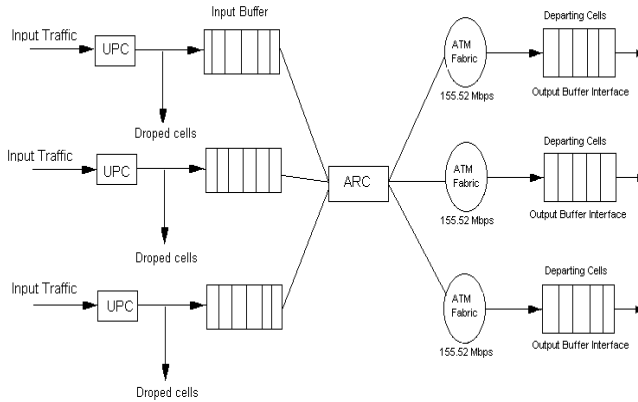 Input Buffer
Departing Cells
Input Traffic
UPC
ATM
Fabric
155.52 Mbps
Output Buffer Interface
Droped cells
Input Traffic
UPC
ARC
Departing Cells
ATM
Fabric
155.52 Mbps
Output Buffer Interface
Droped cells
Input Traffic
UPC
Departing Cells
ATM
Fabric
155.52 Mbps
Output Buffer Interface
Droped cells